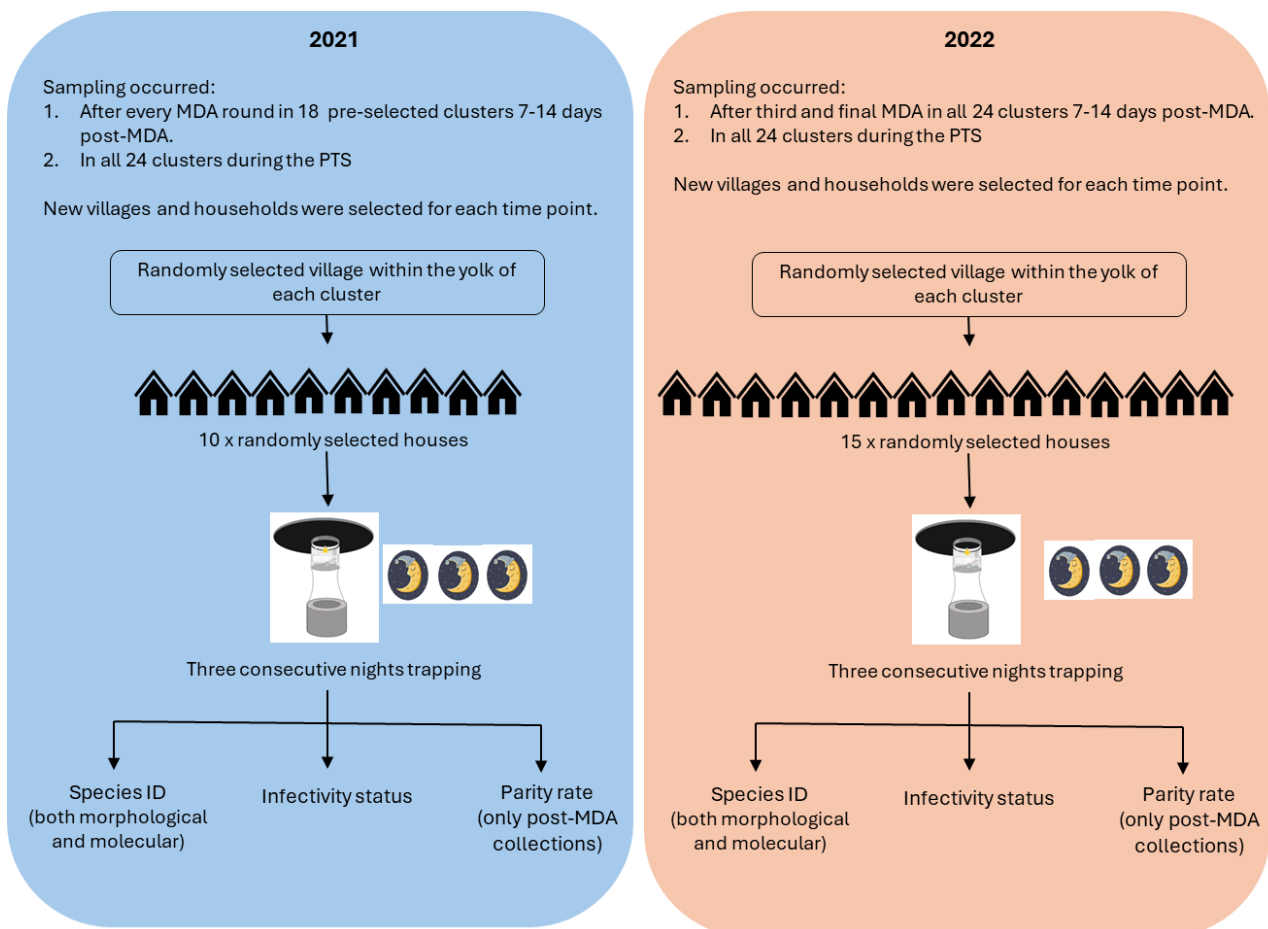 2021
Sampling occurred:
1. After every MDA round in 18 pre-selected clusters 7-14 days
post-MDA.
2. In all 24 clusters during the PTS
New villages and households were selected for each time point.
Randomly selected village within the yolk of
each cluster
10 x randomly selected houses
Three consecutive nights trapping
Species ID
(both morphological
and molecular)
Infectivity status
Parity rate
(only post-MDA
collections)
2022
Sampling occurred:
1. After third and final MDA in all 24 clusters 7-14 days post-MDA.
2. In all 24 clusters during the PTS
New villages and households were selected for each time point.
Randomly selected village within the yolk of
each cluster
15 x randomly selected houses
Three consecutive nights trapping
Species ID
(both morphological
and molecular)
Infectivity status
Parity rate
(only post-MDA
collections)